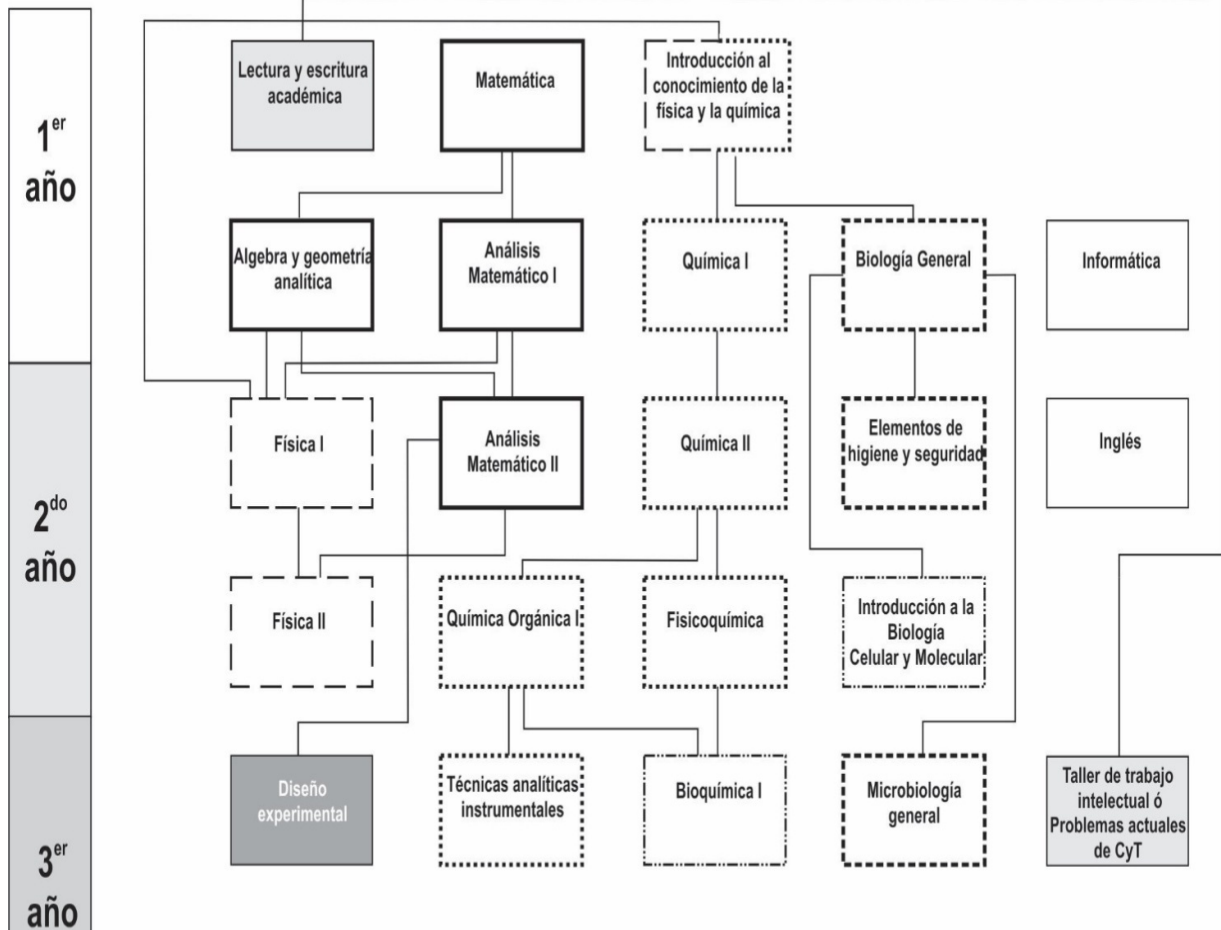 1er
año
Lectura y escritura
académica
Matemática
Introducción al
conocimiento de la
física y la química
Algebra y geometría
analítica
Análisis
Matemático I
Química I
Biología General
Informática
2do
año
Física I
Análisis
Matemático II
Química II
Elementos de
higiene y seguridad
Inglés
Física II
Química Orgánica I
Fisicoquímica
Introducción a la
Biología
Celular y Molecular
3er
año
Diseño
experimental
Técnicas analíticas
instrumentales
Bioquímica I
Microbiología
general
Taller de trabajo
intelectual ó
Problemas actuales
de CyT